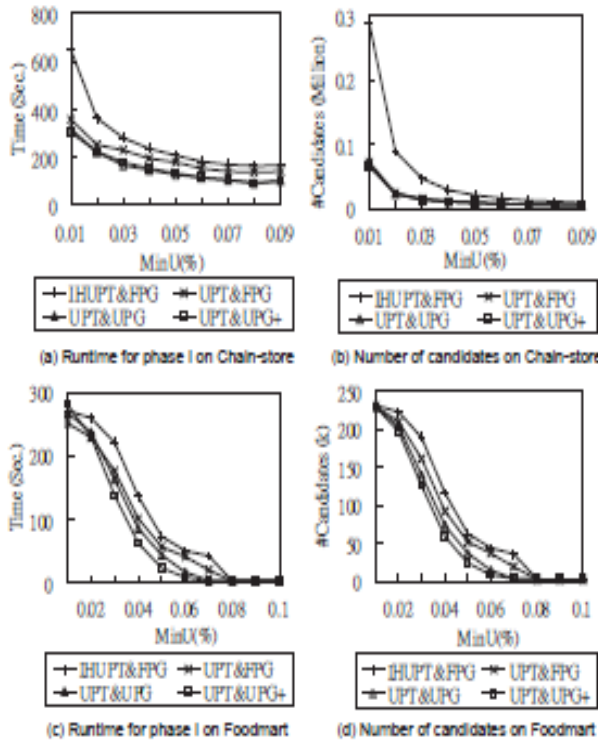 800
600
400
200
0
Time (Sec.)
0.01 0.03 0.05 0.07 0.09
MinU(%)
IHUPT&FPG UPT&FPG
UPT&UPG UPT&UPG+
(a) Runtime for phase I on Chain-store
0.3
0.2
0.1
0
#Candidates (Million)
0.01 0.03 0.05 0.07 0.09
MinU(%)
IHUPT&FPG UPT&FPG
UPT&UPG UPT&UPG+
(b) Number of candidates on Chain-store
300
200
100
0
Time (Sec.)
0.02 0.04 0.06 0.08 0.1
MinU(%)
IHUPT&FPG UPT&FPG
UPT&UPG UPT&UPG+
(c) Runtime for phase I on Foodmart
250
200
150
100
50
0
#Candidates (k)
0.02 0.04 0.06 0.08 0.1
MinU(%)
IHUPT&FPG UPT&FPG
UPT&UPG UPT&UPG+
(d) Number of candidates on Foodmart